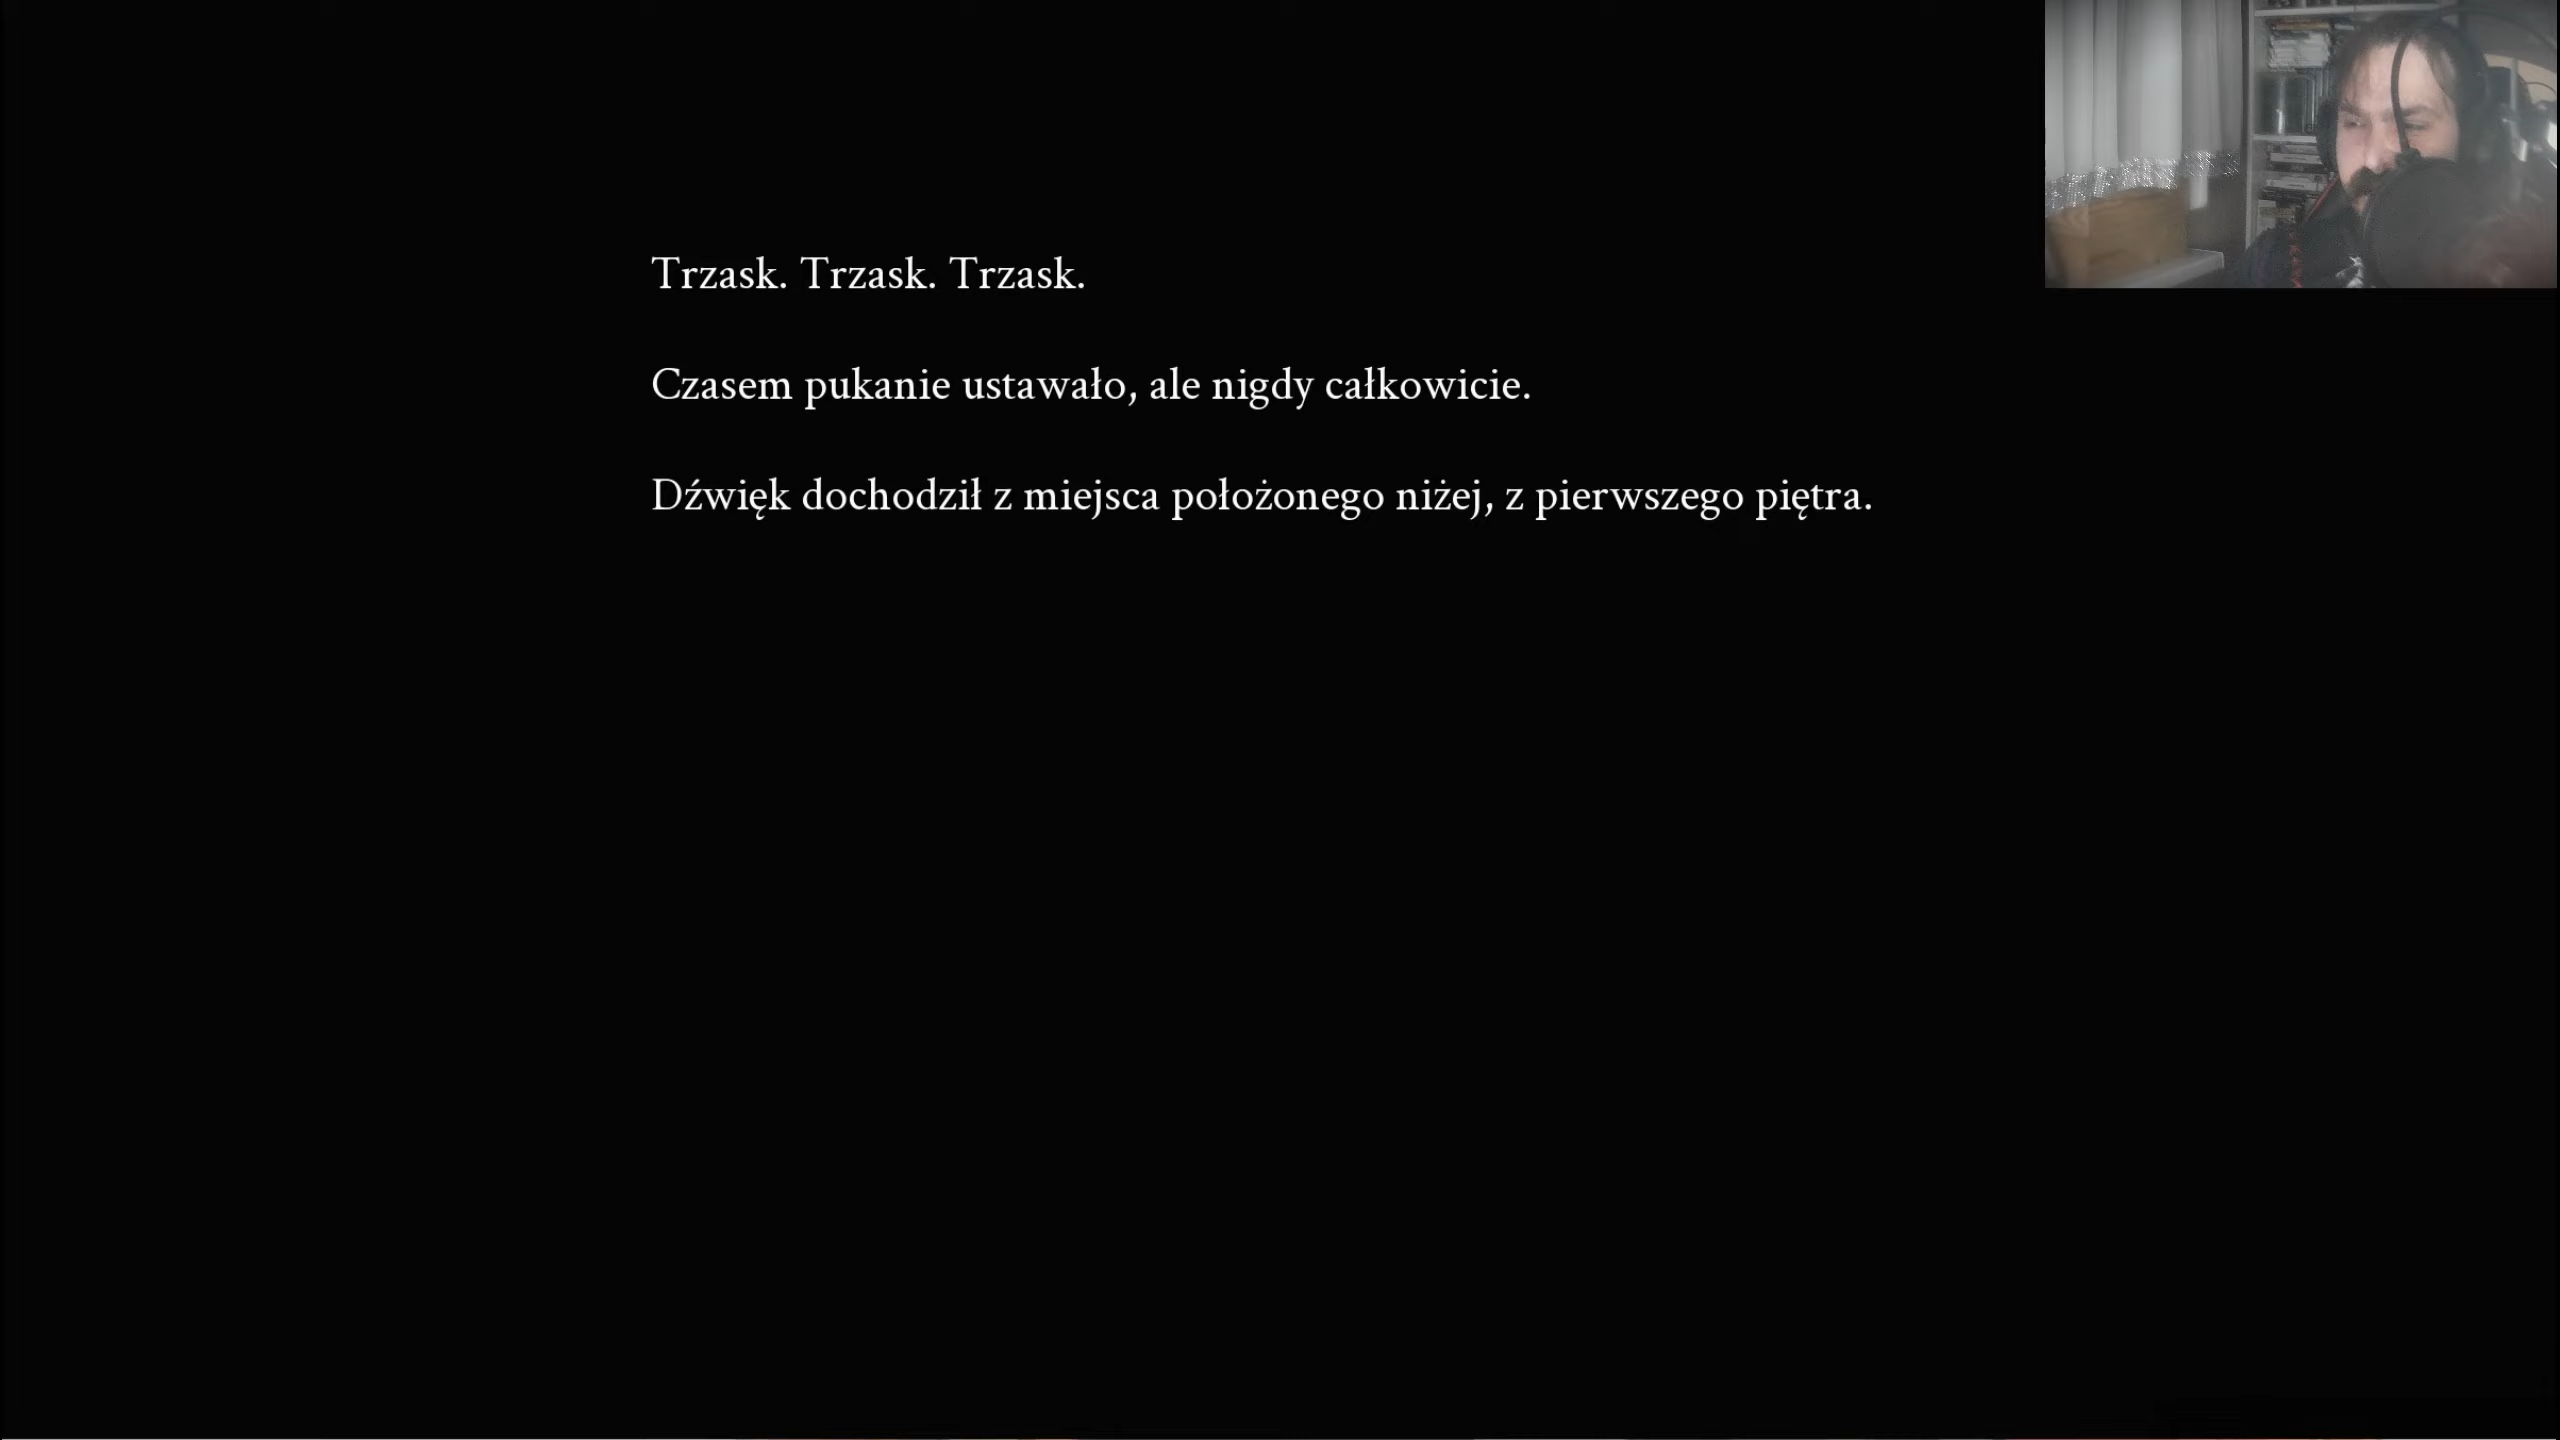 Trzask. Trzask. Trzask.
Czasem pukanie ustawało, ale nigdy całkowicie.
Dźwięk dochodził z miejsca położonego niżej, z pierwszego piętra.